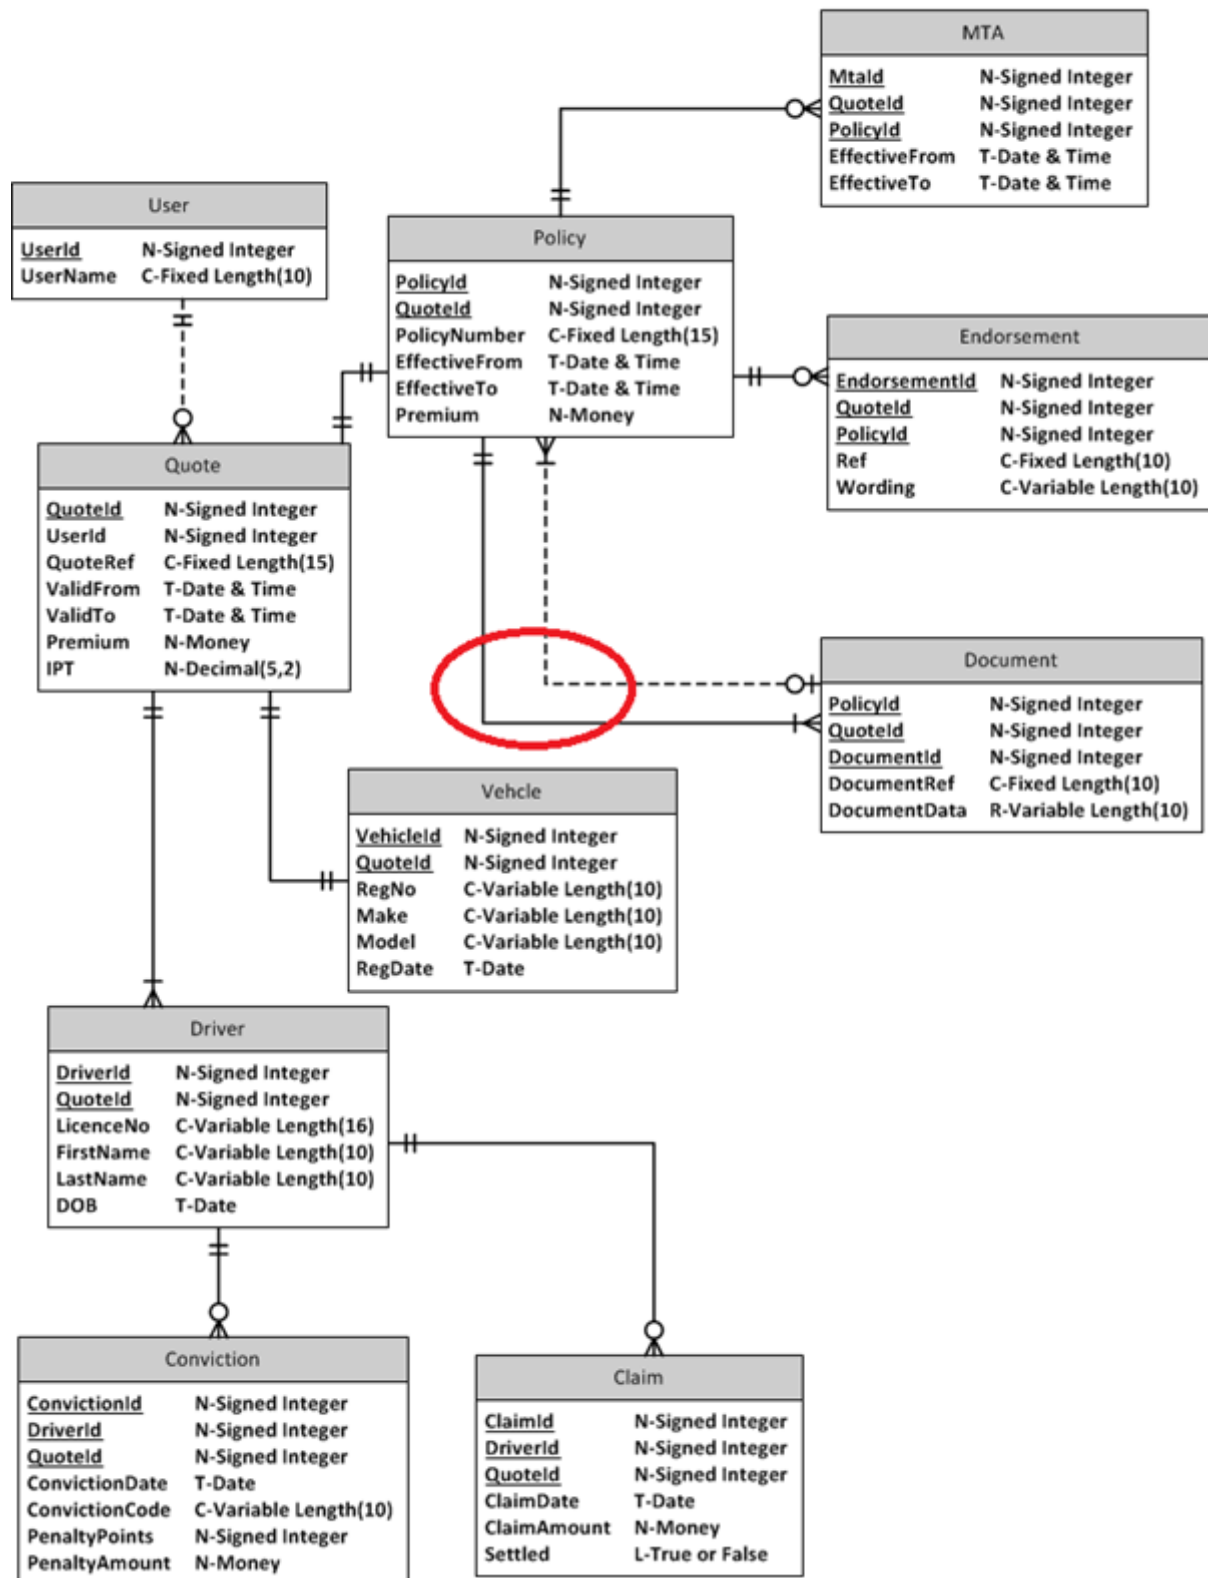 MTA
MtaId N-Signed Integer
QuoteId N-Signed Integer
PolicyId N-Signed Integer
EffectiveFrom T-Date & Time
EffectiveTo T-Date & Time
User
UserId N-Signed Integer
UserName C-Fixed Length(10)
Policy
PolicyId N-Signed Integer
QuoteId N-Signed Integer
PolicyNumber C-Fixed Length(15)
EffectiveFrom T-Date & Time
EffectiveTo T-Date & Time
Premium N-Money
Endorsement
EndorsementId N-Signed Integer
QuoteId N-Signed Integer
PolicyId N-Signed Integer
Ref C-Fixed Length(10)
Wording C-Variable Length(10)
Quote
QuoteId N-Signed Integer
UserId N-Signed Integer
QuoteRef C-Fixed Length(15)
ValidFrom T-Date & Time
ValidTo T-Date & Time
Premium N-Money
IPT N-Decimal(5,2)
Document
PolicyId N-Signed Integer
QuoteId N-Signed Integer
DocumentId N-Signed Integer
DocumentRef C-Fixed Length(10)
DocumentData R-Variable Length(10)
Vehcle
VehicleId N-Signed Integer
QuoteId N-Signed Integer
RegNo C-Variable Length(10)
Make C-Variable Length(10)
Model C-Variable Length(10)
RegDate T-Date
Driver
DriverId N-Signed Integer
QuoteId N-Signed Integer
LicenceNo C-Variable Length(16)
FirstName C-Variable Length(10)
LastName C-Variable Length(10)
DOB T-Date
Conviction
ConvictionId N-Signed Integer
DriverId N-Signed Integer
QuoteId N-Signed Integer
ConvictionDate T-Date
ConvictionCode C-Variable Length(10)
PenaltyPoints N-Signed Integer
PenaltyAmount N-Money
Claim
ClaimId N-Signed Integer
DriverId N-Signed Integer
QuoteId N-Signed Integer
ClaimDate T-Date
ClaimAmount N-Money
Settled L-True or False